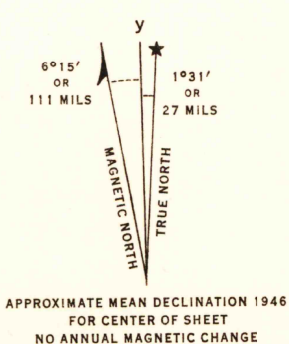 y
6°15'
OR
111 MILS
1°31'
OR
27 MILS
MAGNETIC NORTH
TRUE NORTH
APPROXIMATE MEAN DECLINATION 1946
FOR CENTER OF SHEET
NO ANNUAL MAGNETIC CHANGE